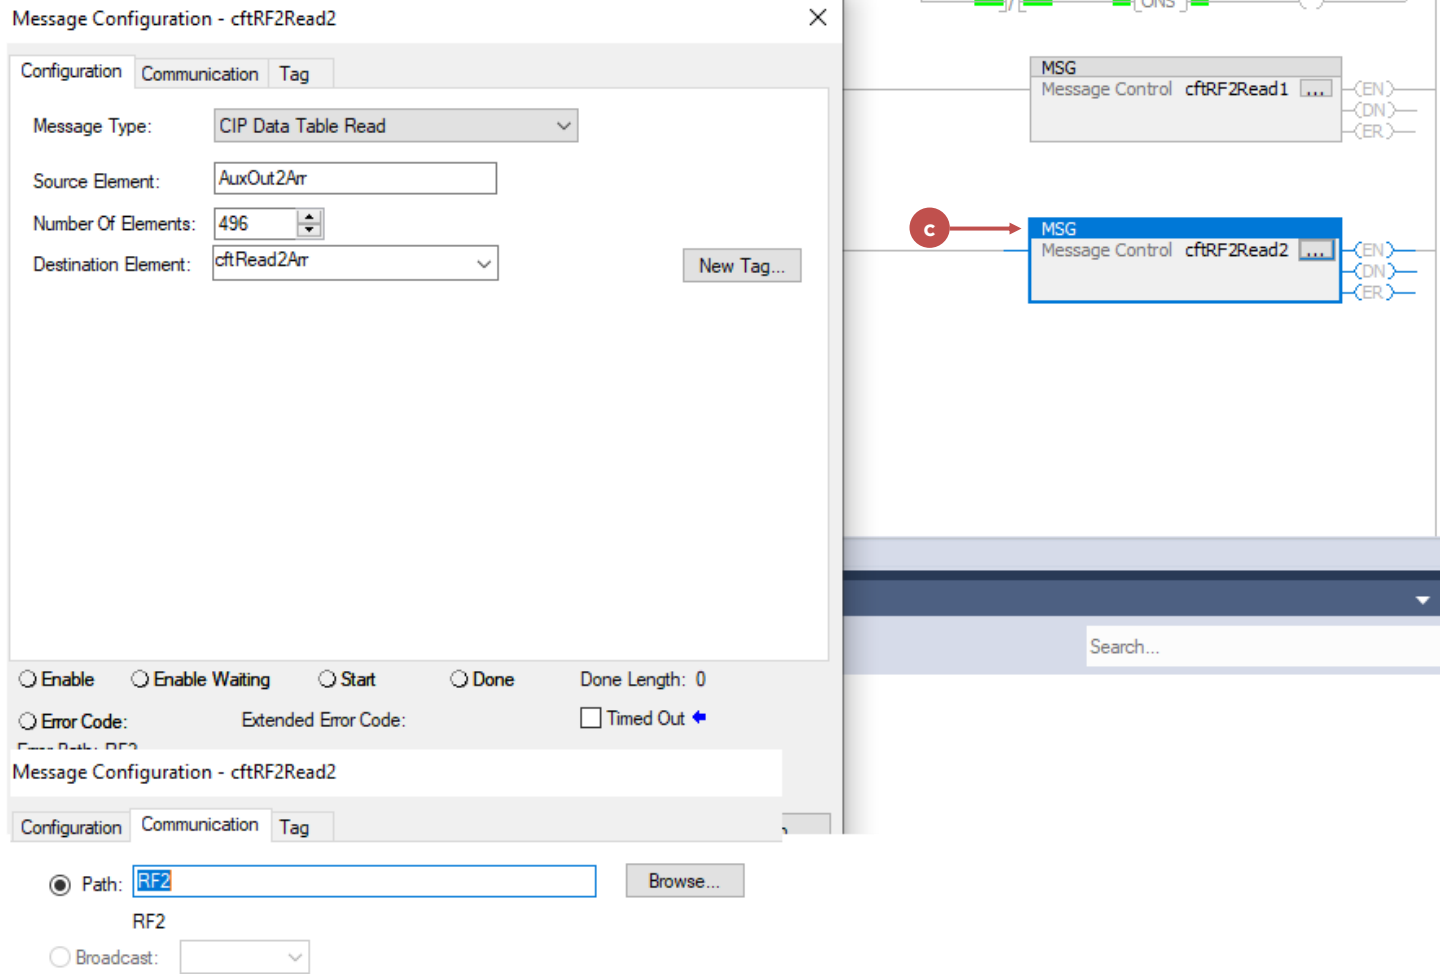 Message Configuration - cftRF2Read2
Configuration Communication Tag
Message Type: CIP Data Table Read
Source Element: AuxOut2Arr
Number Of Elements: 496
Destination Element: cftRead2Arr New Tag...
Enable Enable Waiting Start Done Done Length: 0
Error Code: Extended Error Code: Timed Out
Error Path: RF2
Message Configuration - cftRF2Read2
Configuration Communication Tag
Path: RF2 Browse...
RF2
Broadcast:
ONS
MSG
Message Control cftRF2Read1 ... EN
DN
ER
c
MSG
Message Control cftRF2Read2 ... EN
DN
ER
Search...